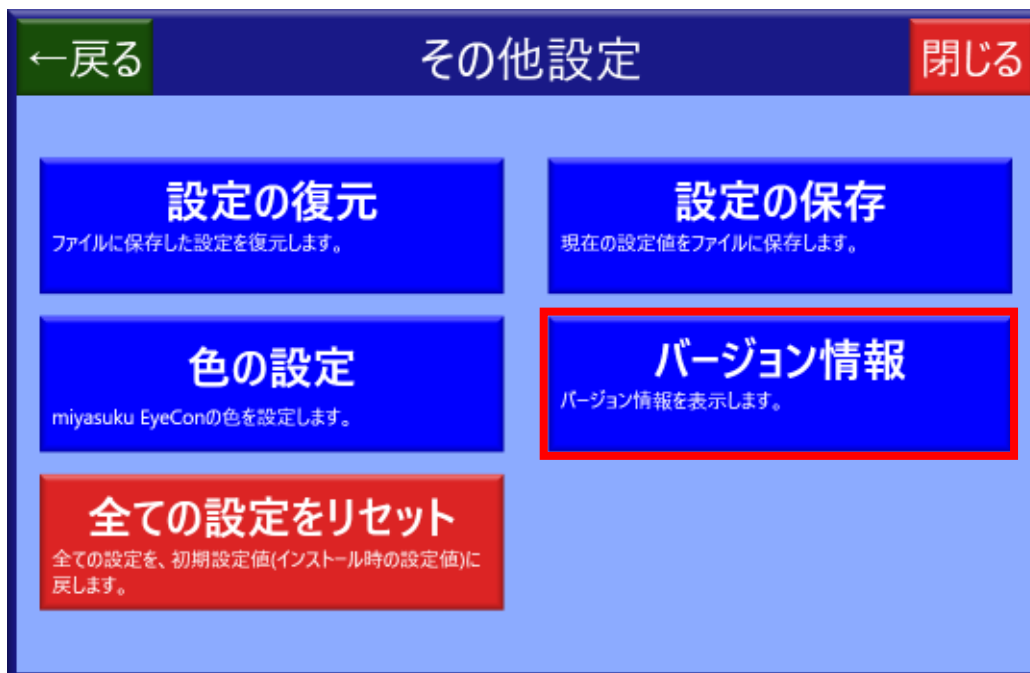 ←戻る
その他設定
閉じる
設定の復元
ファイルに保存した設定を復元します。
設定の保存
現在の設定値をファイルに保存します。
色の設定
miyasuku EyeConの色を設定します。
バージョン情報
バージョン情報を表示します。
全ての設定をリセット
全ての設定を、初期設定値(インストール時の設定値)に
戻します。